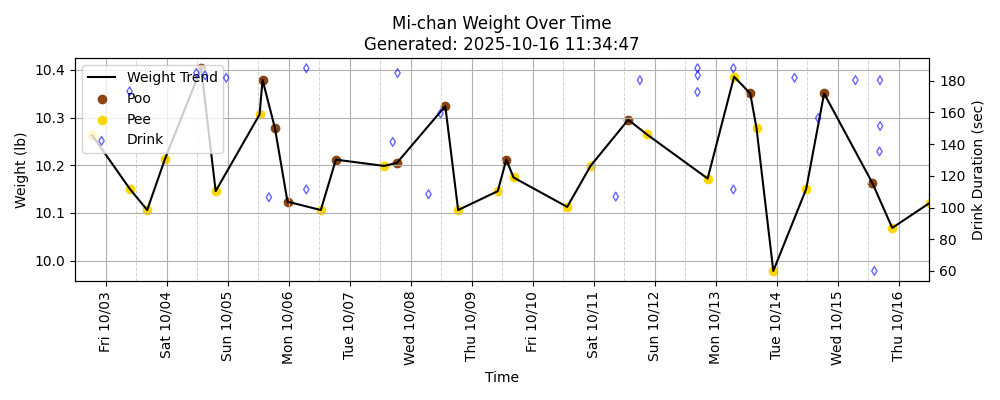 Mi-chan Weight Over Time
Generated: 2025-10-16 11:34:47
Weight (lb)
10.4
10.3
10.2
10.1
10.0
Weight Trend
Poo
Pee
Drink
180
160
140
120
100
80
60
Drink Duration (sec)
Fri 10/03
Sat 10/04
Sun 10/05
Mon 10/06
Tue 10/07
Wed 10/08
Thu 10/09
Fri 10/10
Sat 10/11
Sun 10/12
Mon 10/13
Tue 10/14
Wed 10/15
Thu 10/16
Time